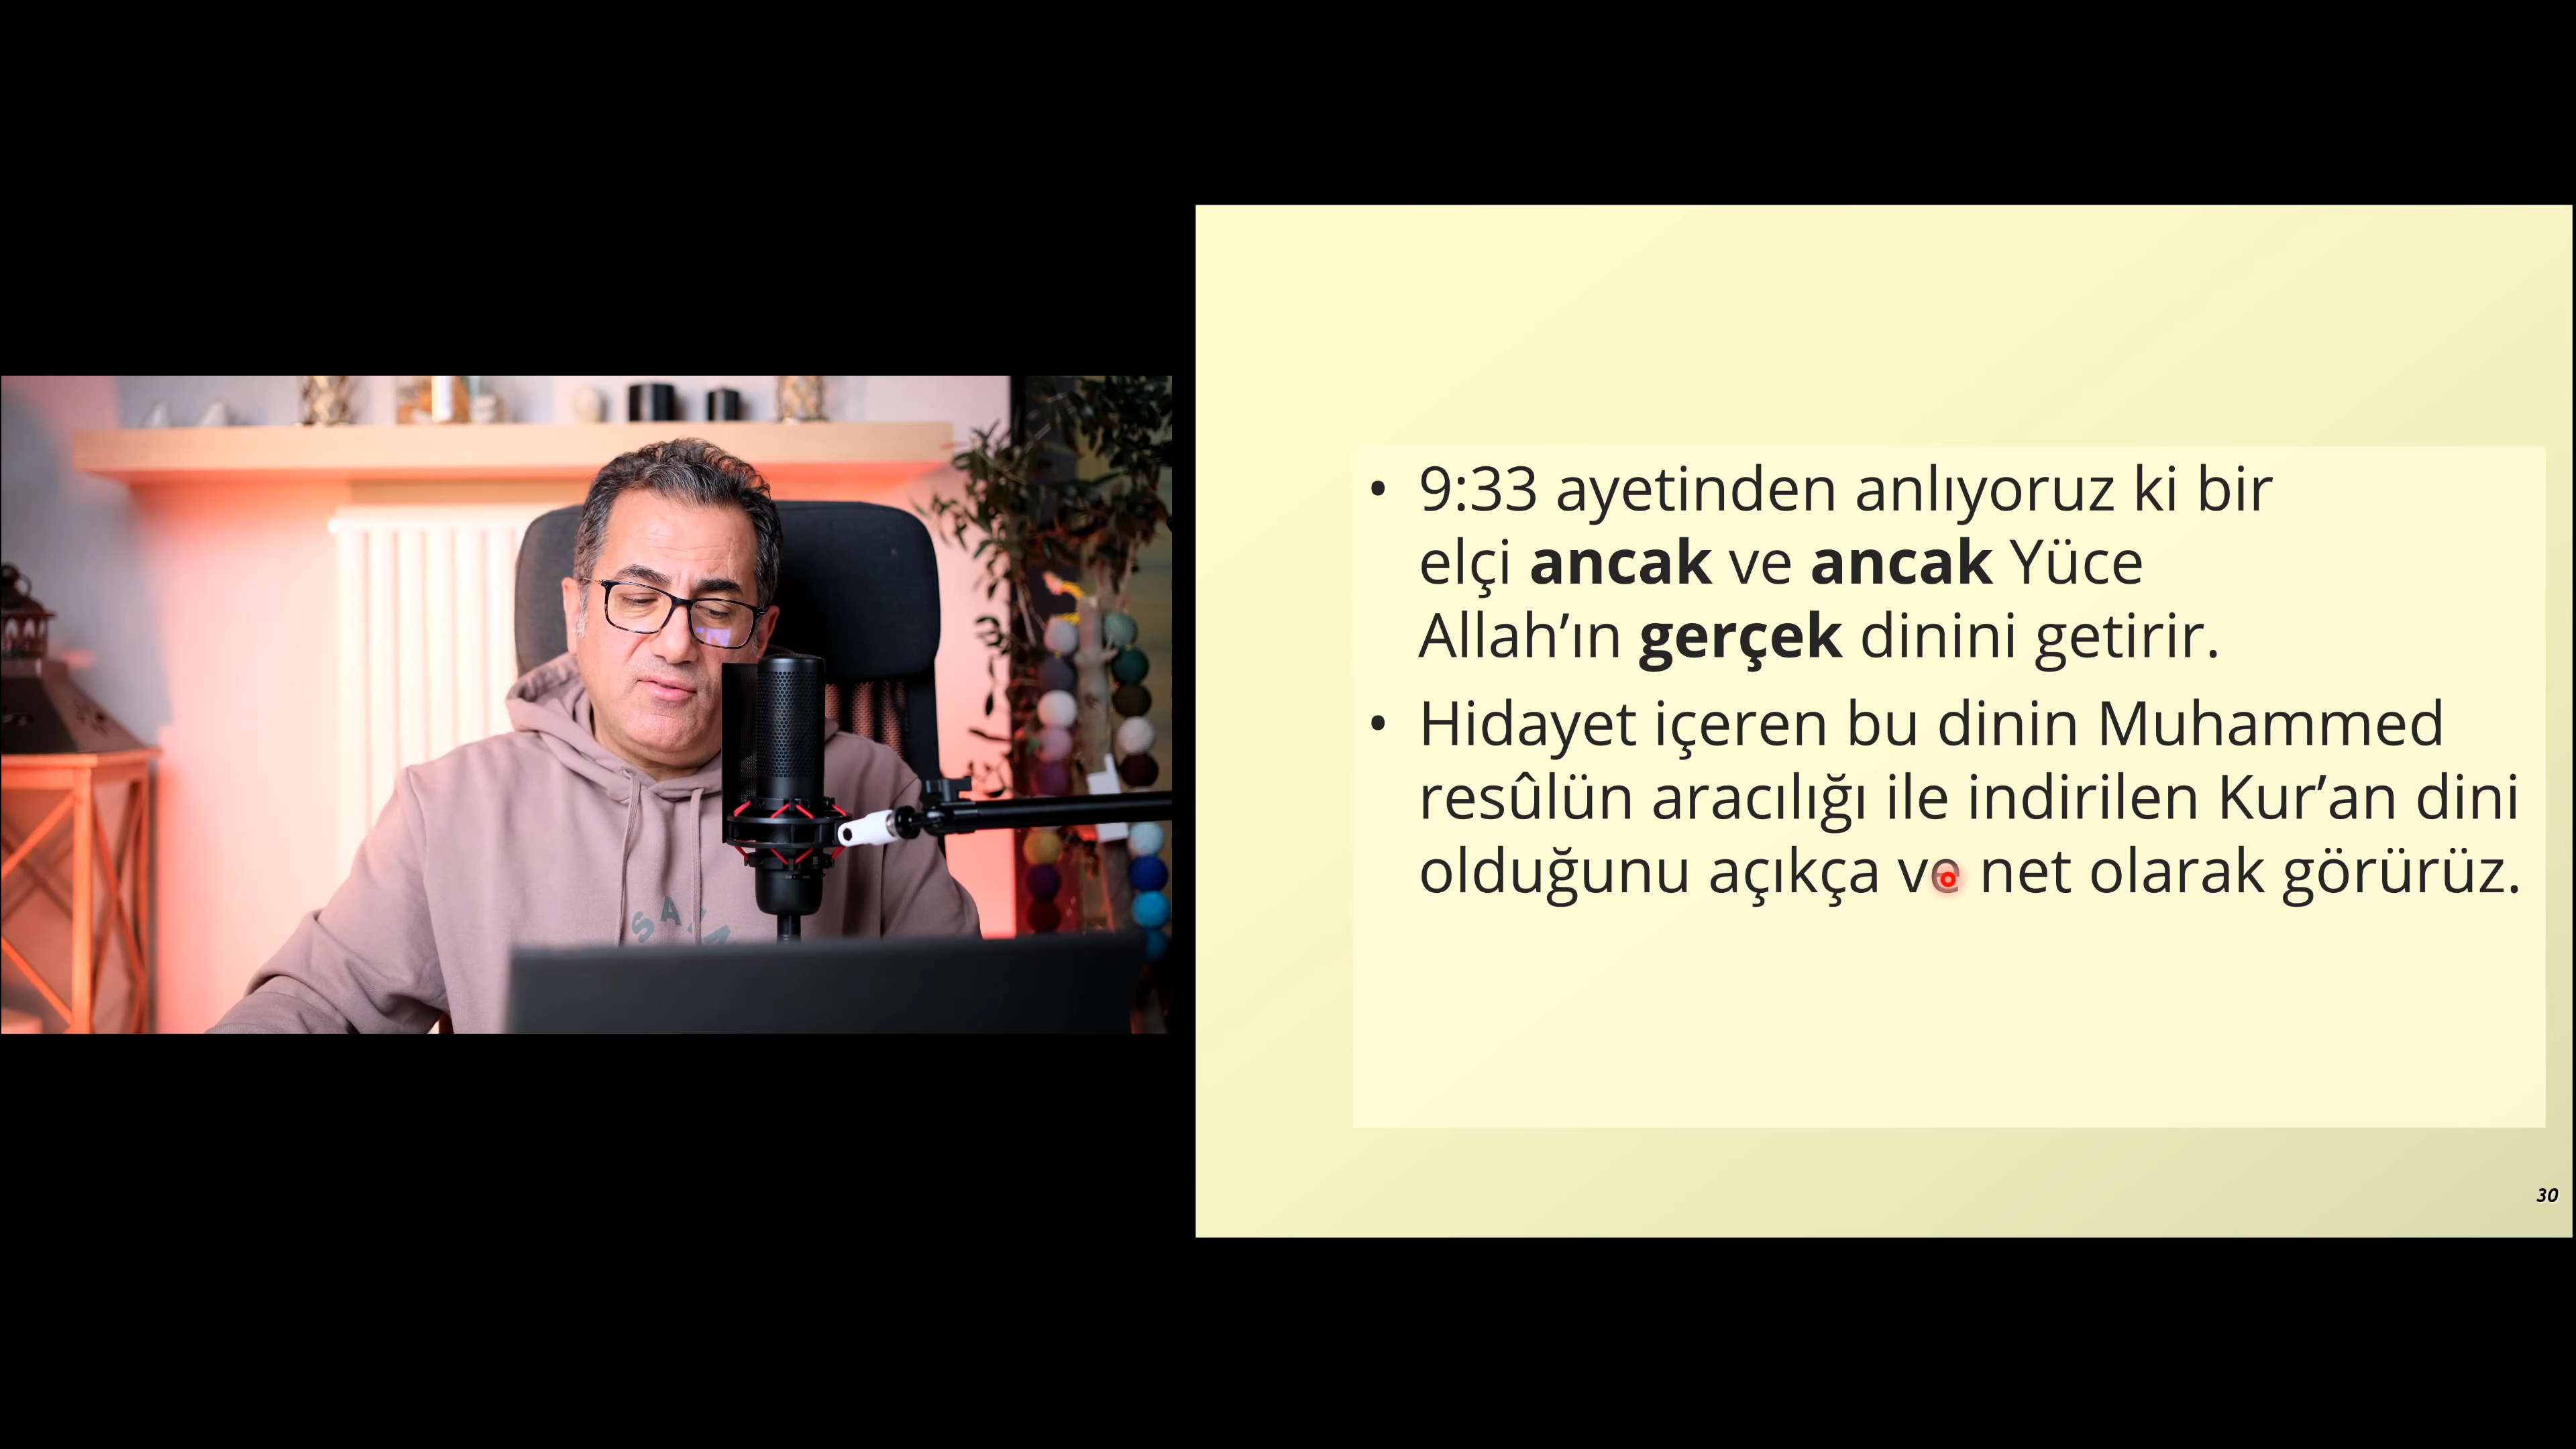 • 9:33 ayetinden anlıyoruz ki bir
elçi ancak ve ancak Yüce
Allah’ın gerçek dinini getirir.
• Hidayet içeren bu dinin Muhammed
resûlün aracılığı ile indirilen Kur’an dini
olduğunu açıkça ve net olarak görürüz.
30